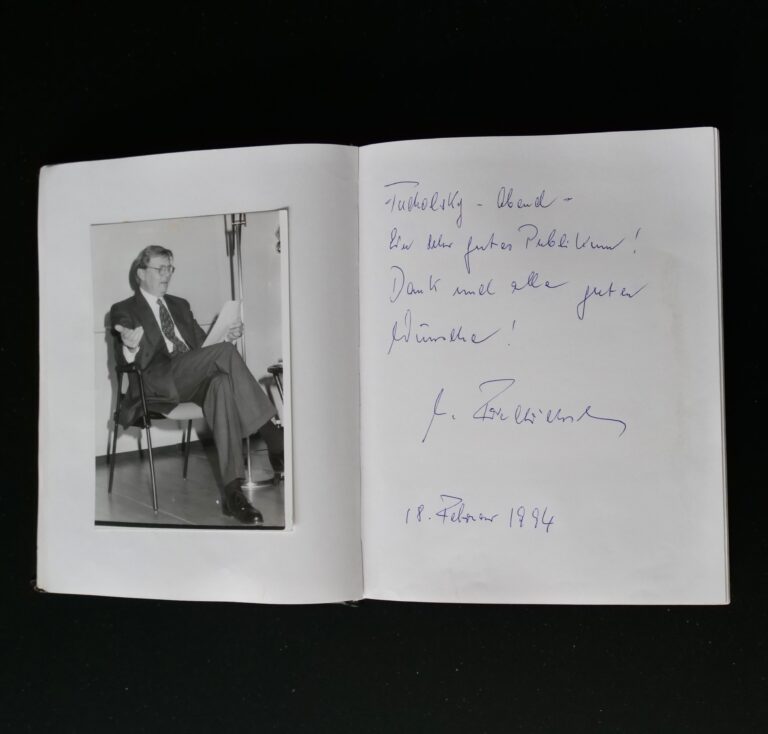 Tucholsky - Abend -
Ein sehr gutes Publikum!
Dank und alle guten
Wünsche!
18. Februar 1994